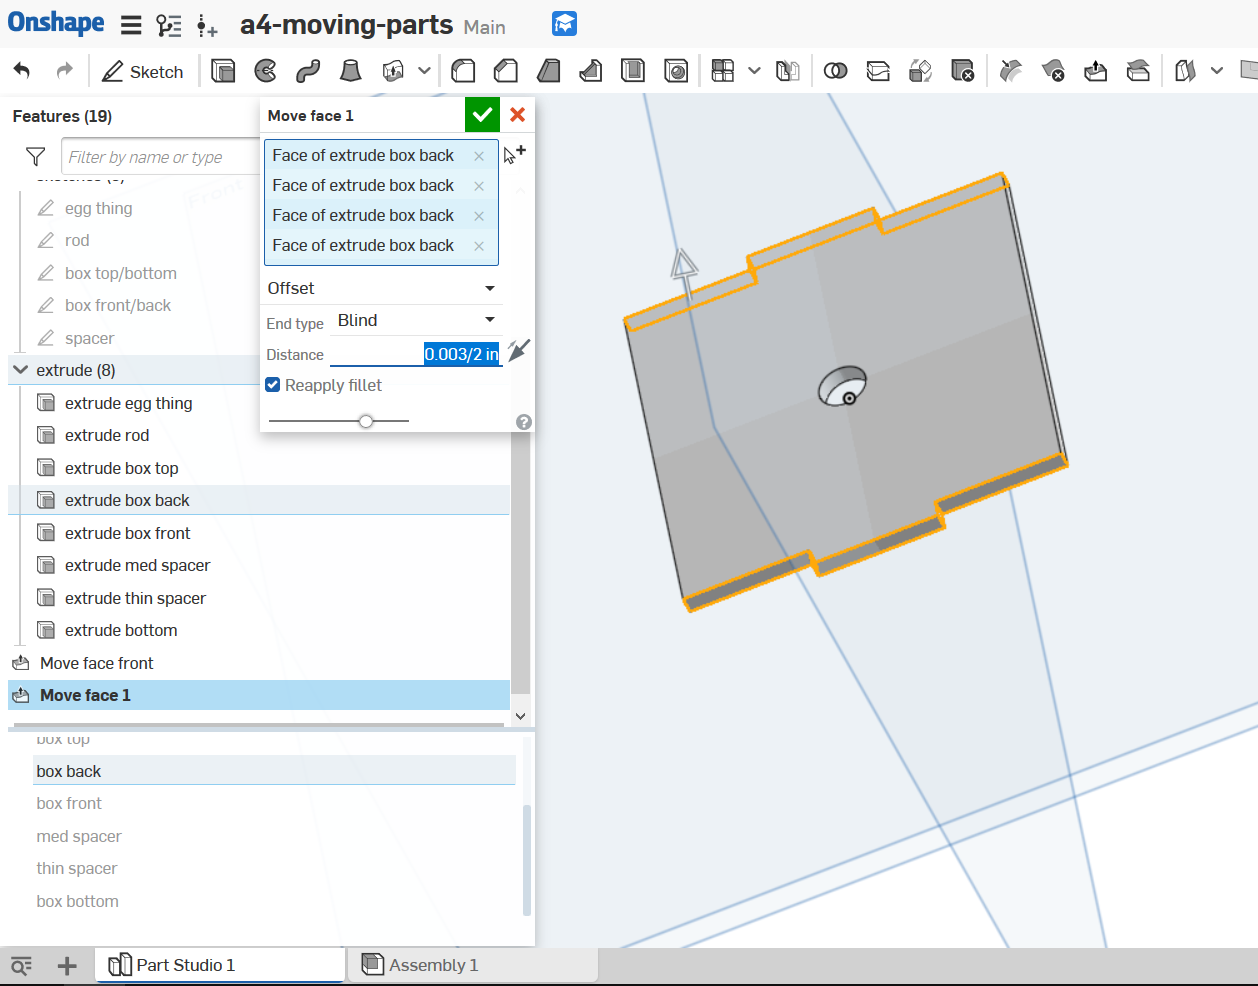 Onshape a4-moving-parts Main
Sketch
Features (19)
Filter by name or type
Front
sketches (5)
egg thing
rod
box top/bottom
box front/back
spacer
extrude (8)
extrude egg thing
extrude rod
extrude box top
extrude box back
extrude box front
extrude med spacer
extrude thin spacer
extrude bottom
Move face front
Move face 1
box top
box back
box front
med spacer
thin spacer
box bottom
Move face 1
Face of extrude box back
Face of extrude box back
Face of extrude box back
Face of extrude box back
Offset
End type Blind
Distance 0.003/2 in
Reapply fillet
Part Studio 1 Assembly 1